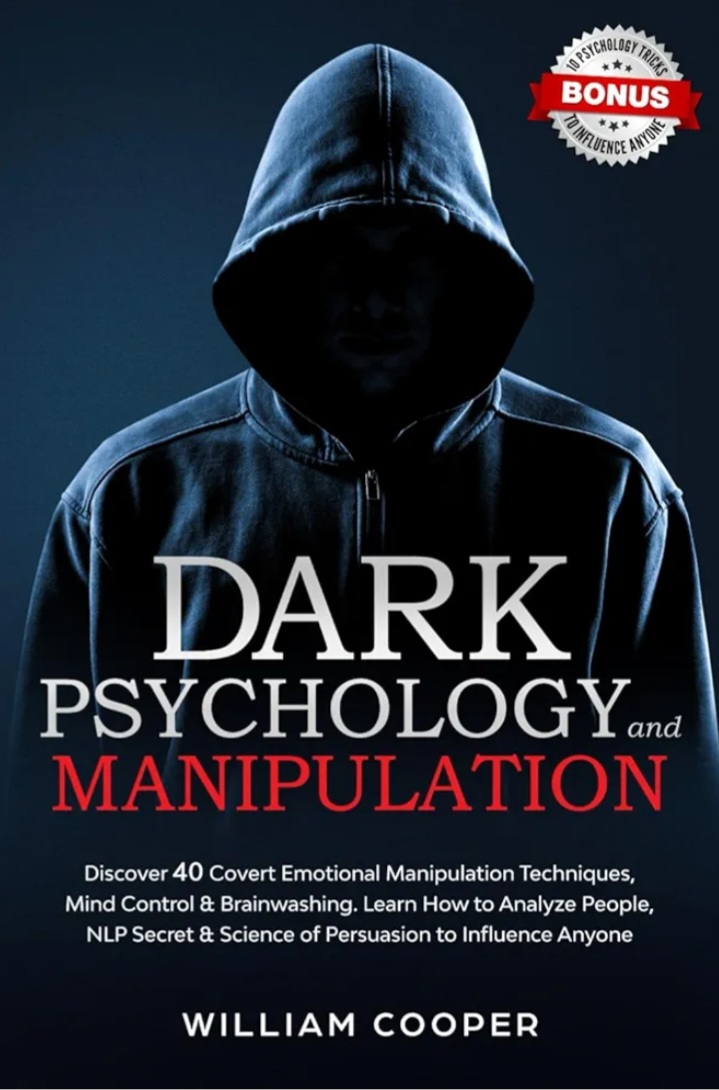 10 PSYCHOLOGY TRICKS
BONUS
TO INFLUENCE ANYONE
DARK
PSYCHOLOGY and
MANIPULATION
Discover 40 Covert Emotional Manipulation Techniques,
Mind Control & Brainwashing. Learn How to Analyze People,
NLP Secret & Science of Persuasion to Influence Anyone
WILLIAM COOPER